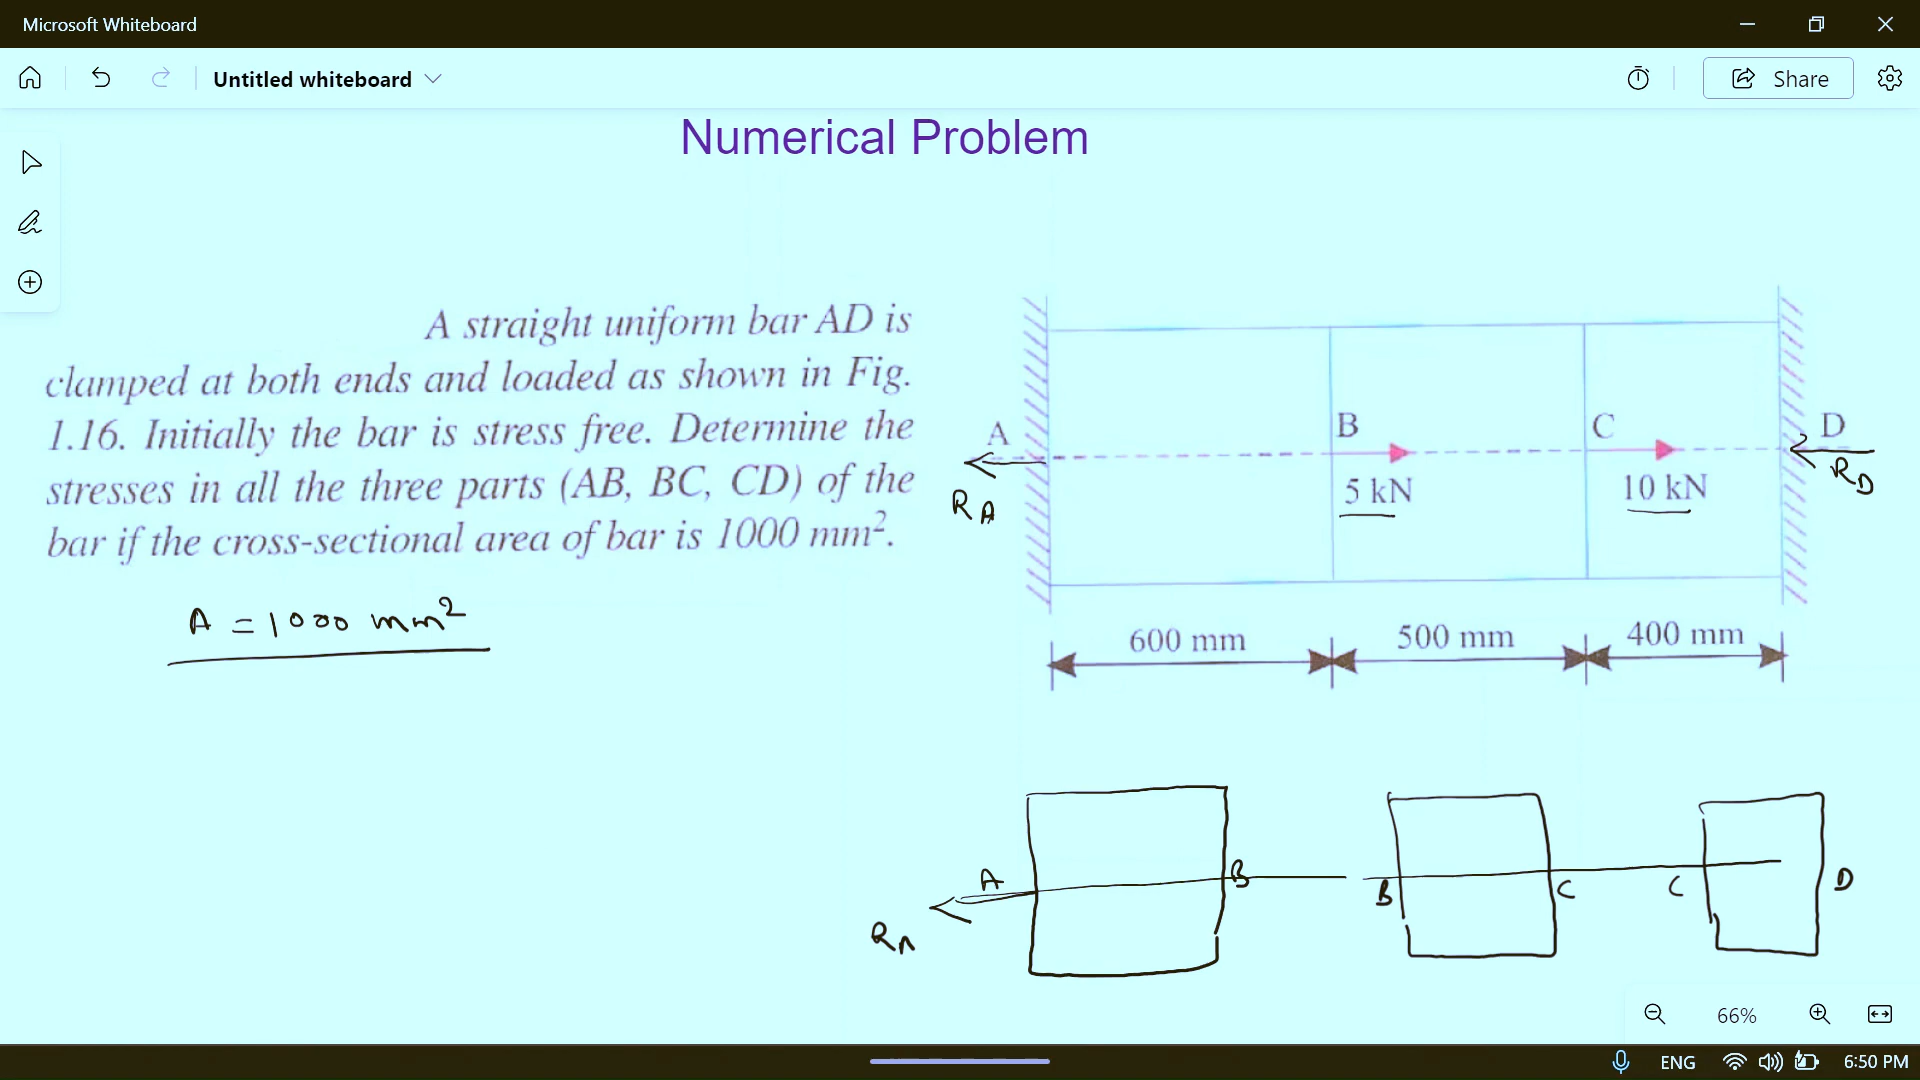 Microsoft Whiteboard
Untitled whiteboard
Share
Numerical Problem
A straight uniform bar AD is
clamped at both ends and loaded as shown in Fig.
1.16. Initially the bar is stress free. Determine the
stresses in all the three parts (AB, BC, CD) of the
bar if the cross-sectional area of bar is 1000 mm².
A = 1000 mm²
A B C D
R_A 5 kN 10 kN R_D
600 mm 500 mm 400 mm
A B B C C D
R_A
66%
ENG 6:50 PM